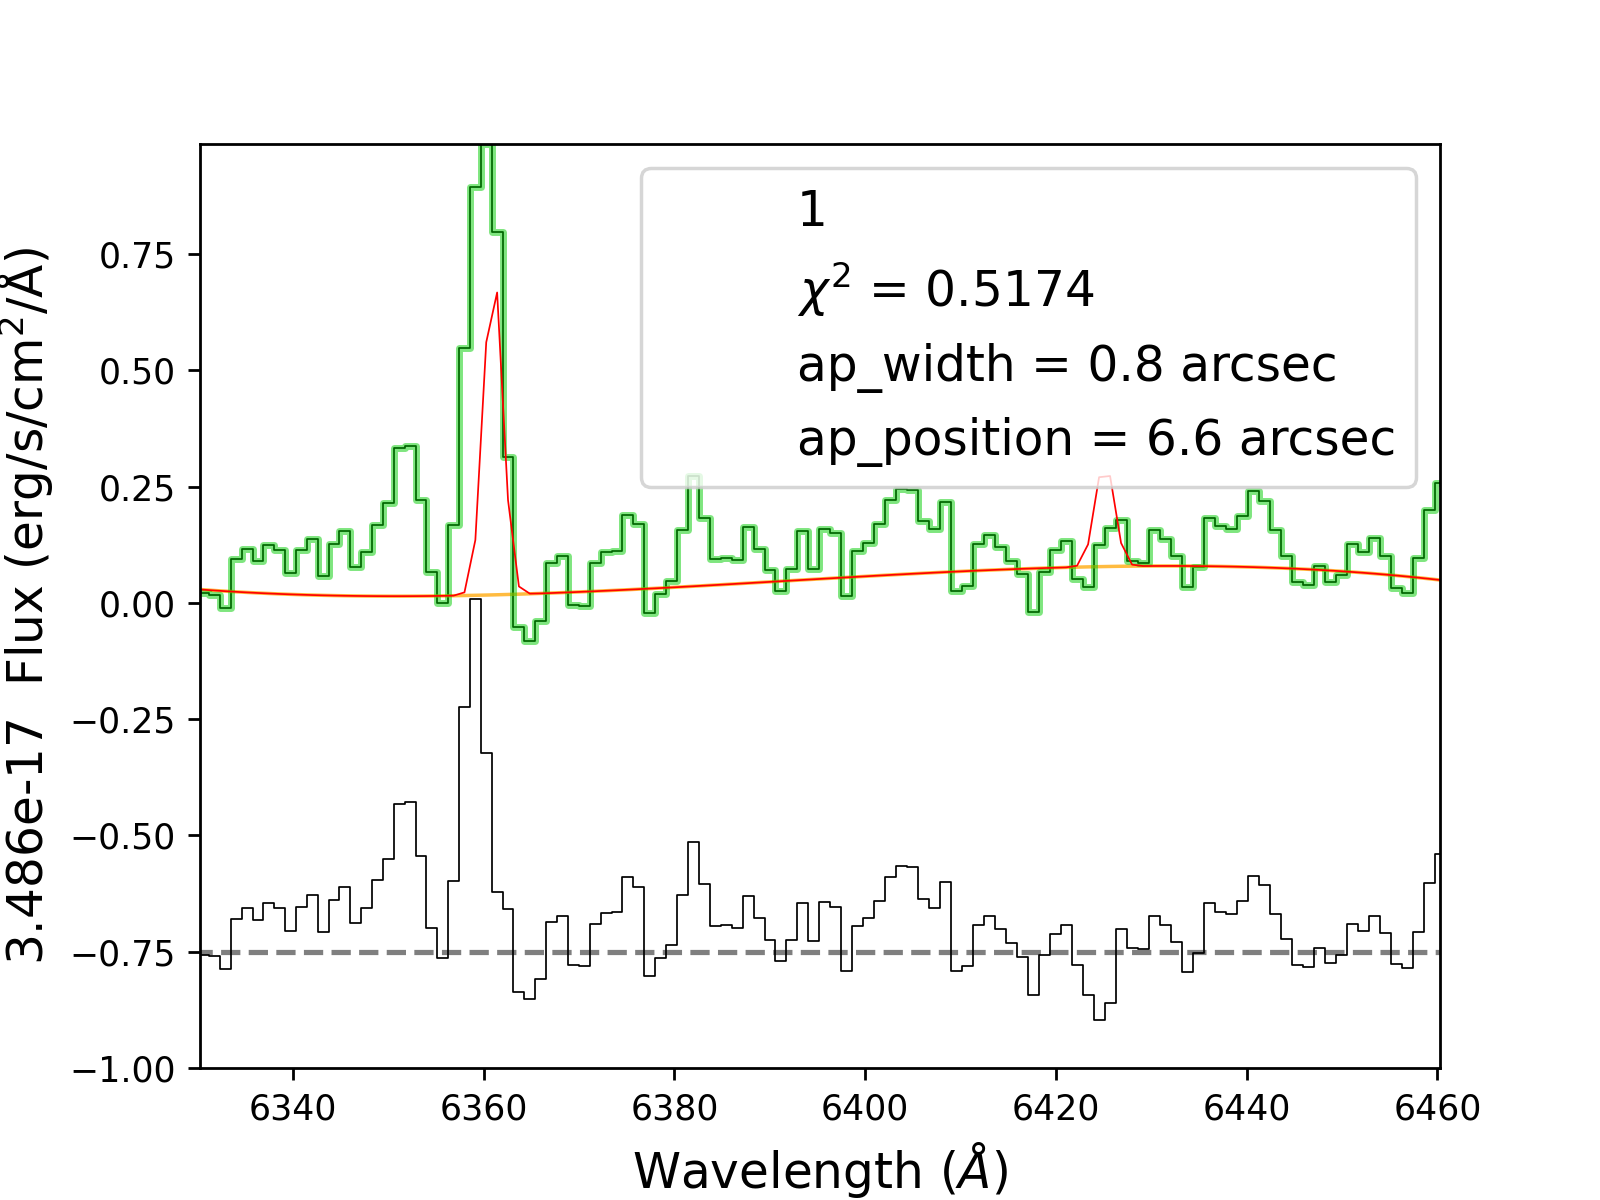 3.486e-17 Flux (erg/s/cm²/Å)
0.75
0.50
0.25
0.00
−0.25
−0.50
−0.75
−1.00
1
χ² = 0.5174
ap_width = 0.8 arcsec
ap_position = 6.6 arcsec
6340 6360 6380 6400 6420 6440 6460
Wavelength (Å)